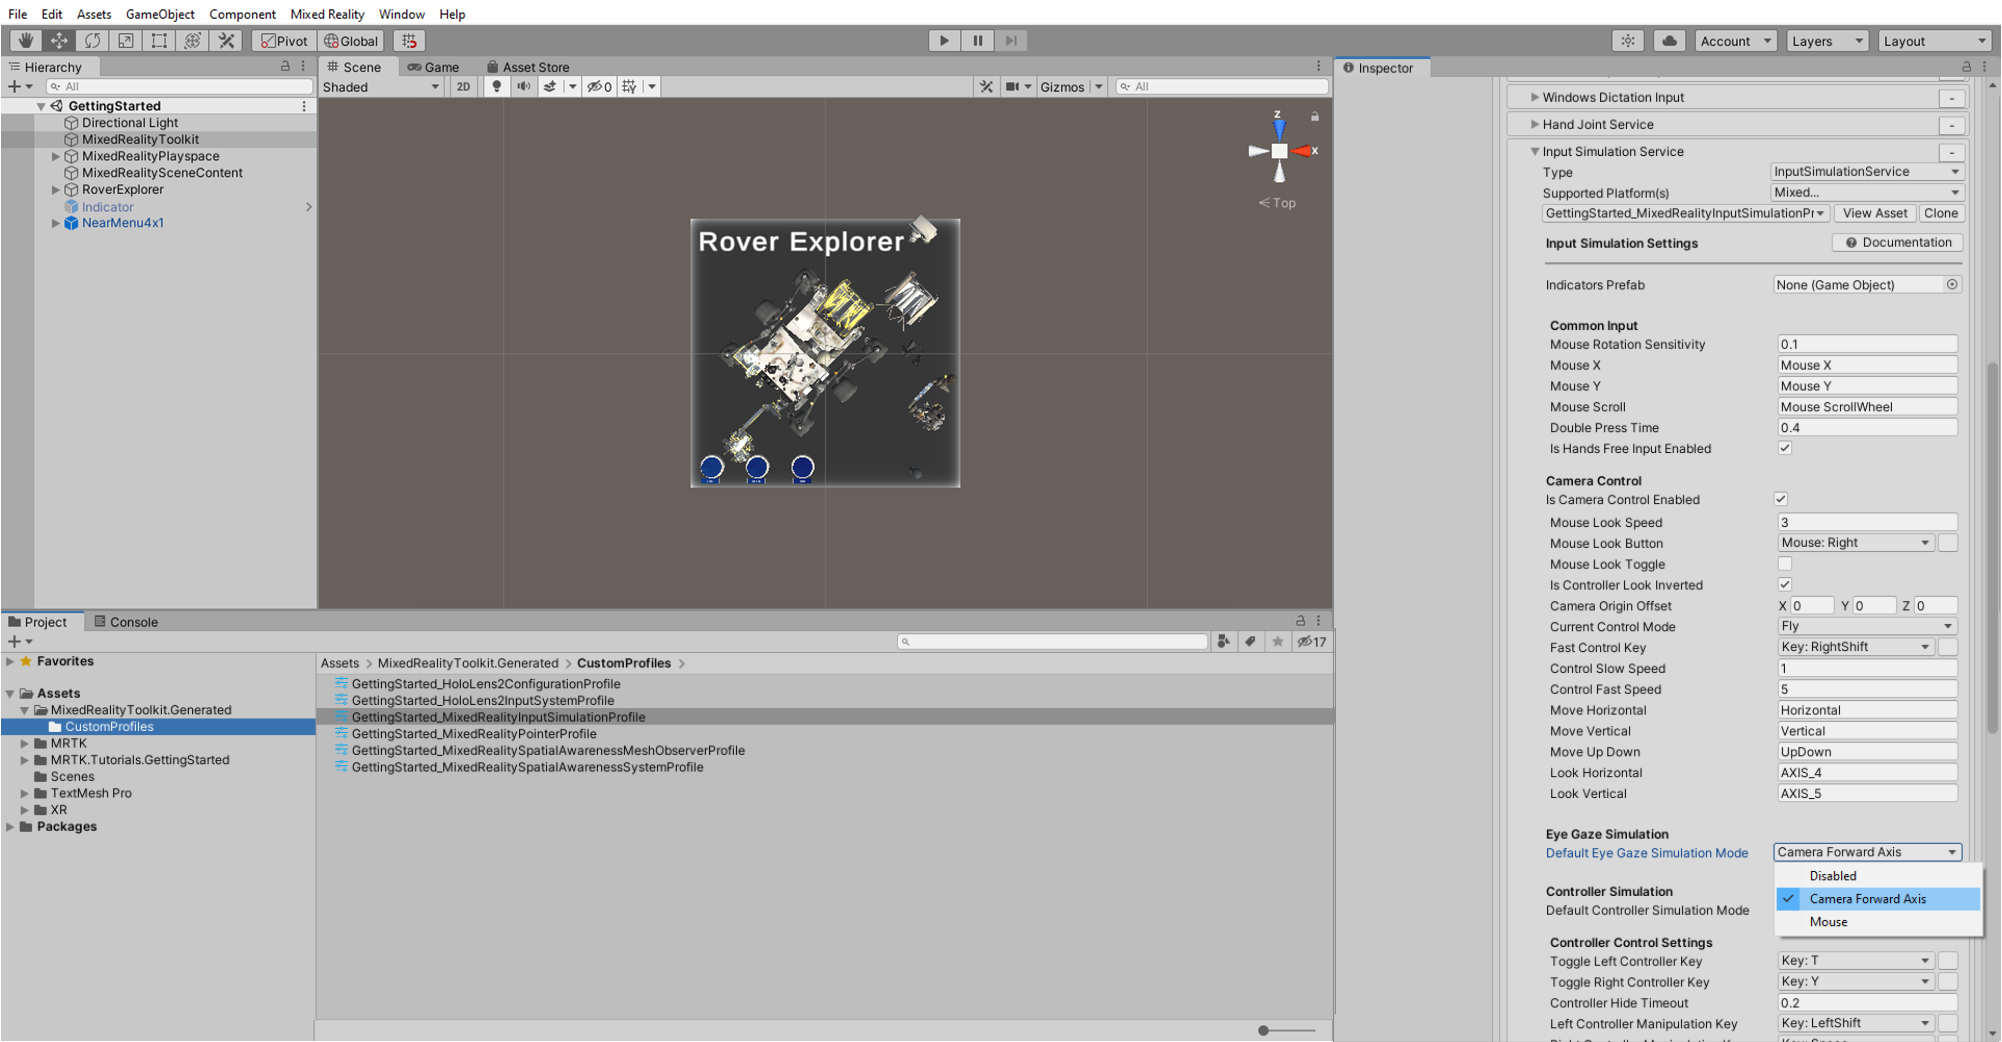 File Edit Assets GameObject Component Mixed Reality Window Help
Pivot Global Account Layers Layout
Hierarchy
All
GettingStarted
Directional Light
MixedRealityToolkit
MixedRealityPlayspace
MixedRealitySceneContent
RoverExplorer
Indicator
NearMenu4x1
Scene Game Asset Store
Shaded 2D 0 Gizmos All
Z
X
Top
Rover Explorer
Inspector
Windows Dictation Input -
Hand Joint Service -
Input Simulation Service -
Type InputSimulationService
Supported Platform(s) Mixed...
GettingStarted_MixedRealityInputSimulationPr View Asset Clone
Input Simulation Settings Documentation
Indicators Prefab None (Game Object)
Common Input
Mouse Rotation Sensitivity 0.1
Mouse X Mouse X
Mouse Y Mouse Y
Mouse Scroll Mouse ScrollWheel
Double Press Time 0.4
Is Hands Free Input Enabled
Camera Control
Is Camera Control Enabled
Mouse Look Speed 3
Mouse Look Button Mouse: Right
Mouse Look Toggle
Is Controller Look Inverted
Camera Origin Offset X 0 Y 0 Z 0
Current Control Mode Fly
Fast Control Key Key: RightShift
Control Slow Speed 1
Control Fast Speed 5
Move Horizontal Horizontal
Move Vertical Vertical
Move Up Down UpDown
Look Horizontal AXIS_4
Look Vertical AXIS_5
Eye Gaze Simulation
Default Eye Gaze Simulation Mode Camera Forward Axis
Disabled
Camera Forward Axis
Mouse
Controller Simulation
Default Controller Simulation Mode
Controller Control Settings
Toggle Left Controller Key Key: T
Toggle Right Controller Key Key: Y
Controller Hide Timeout 0.2
Left Controller Manipulation Key Key: LeftShift
Project Console
17
Favorites
Assets
MixedRealityToolkit.Generated
CustomProfiles
MRTK
MRTK.Tutorials.GettingStarted
Scenes
TextMesh Pro
XR
Packages
Assets > MixedRealityToolkit.Generated > CustomProfiles >
GettingStarted_HoloLens2ConfigurationProfile
GettingStarted_HoloLens2InputSystemProfile
GettingStarted_MixedRealityInputSimulationProfile
GettingStarted_MixedRealityPointerProfile
GettingStarted_MixedRealitySpatialAwarenessMeshObserverProfile
GettingStarted_MixedRealitySpatialAwarenessSystemProfile